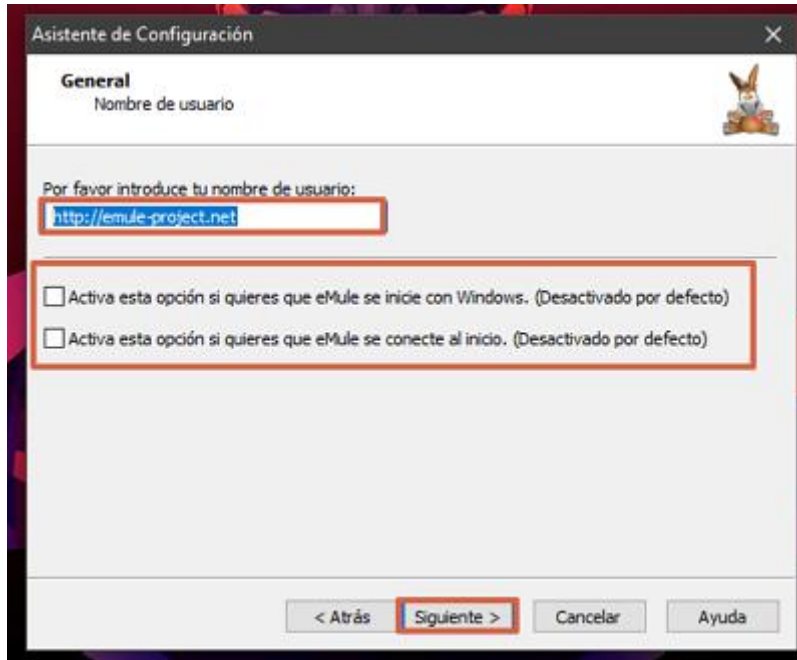 Asistente de Configuración
General
Nombre de usuario
Por favor introduce tu nombre de usuario:
http://emule-project.net
Activa esta opción si quieres que eMule se inicie con Windows. (Desactivado por defecto)
Activa esta opción si quieres que eMule se conecte al inicio. (Desactivado por defecto)
< Atrás Siguiente > Cancelar Ayuda